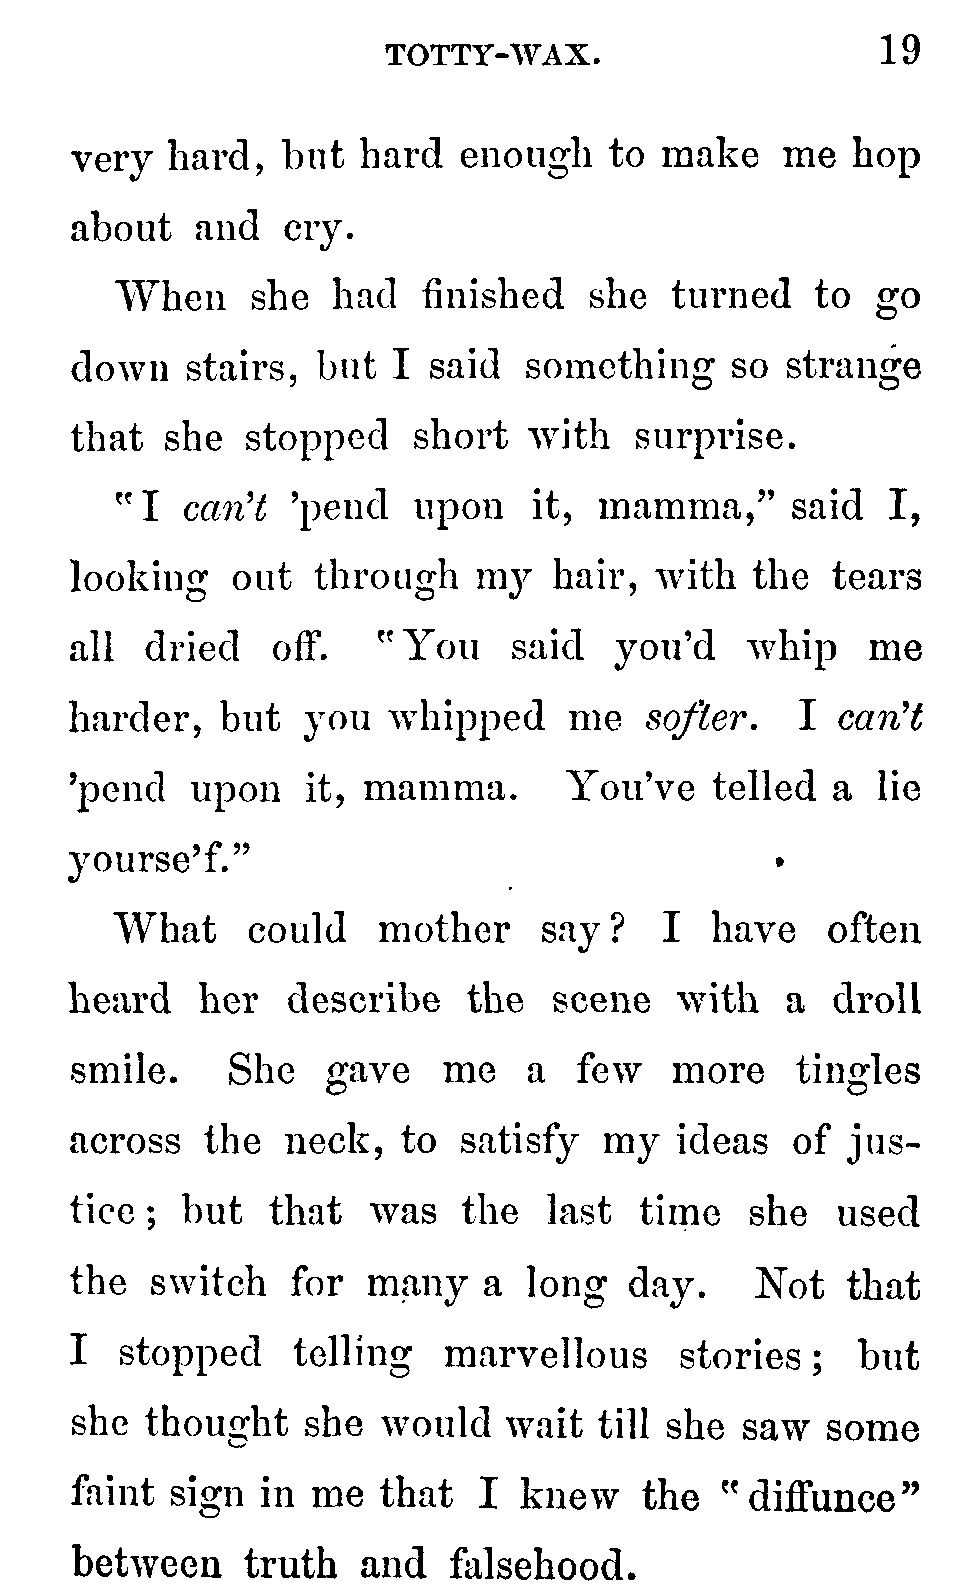 TOTTY-WAX. 19
very hard, but hard enough to make me hop
about and cry.
When she had finished she turned to go
down stairs, but I said something so strange
that she stopped short with surprise.
"I can't 'pend upon it, mamma," said I,
looking out through my hair, with the tears
all dried off. "You said you'd whip me
harder, but you whipped me softer. I can't
'pend upon it, mamma. You've telled a lie
yourse'f."
What could mother say? I have often
heard her describe the scene with a droll
smile. She gave me a few more tingles
across the neck, to satisfy my ideas of jus-
tice; but that was the last time she used
the switch for many a long day. Not that
I stopped telling marvellous stories; but
she thought she would wait till she saw some
faint sign in me that I knew the "diffunce"
between truth and falsehood.